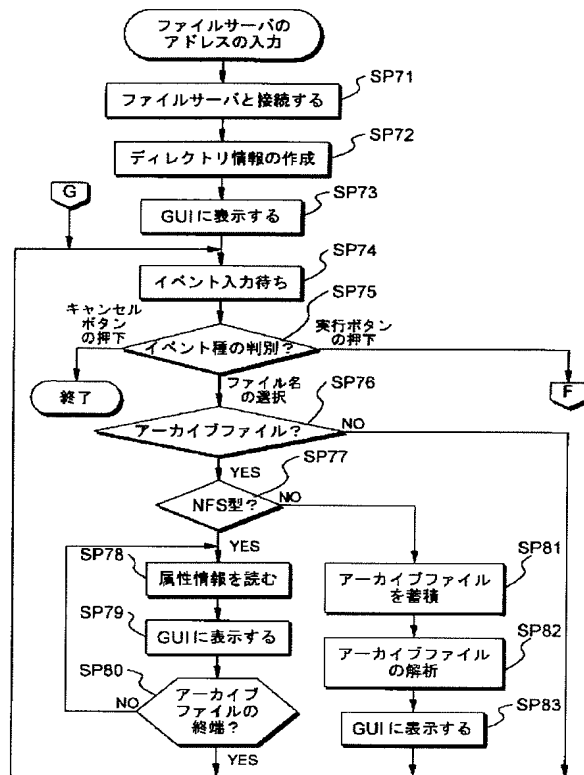 ファイルサーバの
アドレスの入力
SP71
ファイルサーバと接続する
SP72
ディレクトリ情報の作成
G
SP73
GUIに表示する
SP74
イベント入力待ち
SP75
キャンセル
ボタン
の押下
イベント種の判別？
実行ボタン
の押下
終了
ファイル名
の選択
SP76
F
アーカイブファイル？
NO
YES
SP77
NFS型？
NO
YES
SP78
属性情報を読む
SP81
アーカイブファイル
を蓄積
SP79
GUIに表示する
SP82
アーカイブファイル
の解析
SP80
アーカイブ
ファイルの
終端？
NO
SP83
GUIに表示する
YES